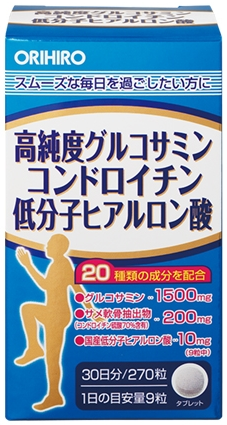 ORIHIRO
スムーズな毎日を過ごしたい方に
高純度グルコサミン
コンドロイチン
低分子ヒアルロン酸
20種類の成分を配合
●グルコサミン--1500mg
●サメ軟骨抽出物--200mg
(コンドロイチン硫酸70%含有)
●国産低分子ヒアルロン酸--10mg
(9粒中)
30日分/270粒
1日の目安量9粒
タブレット